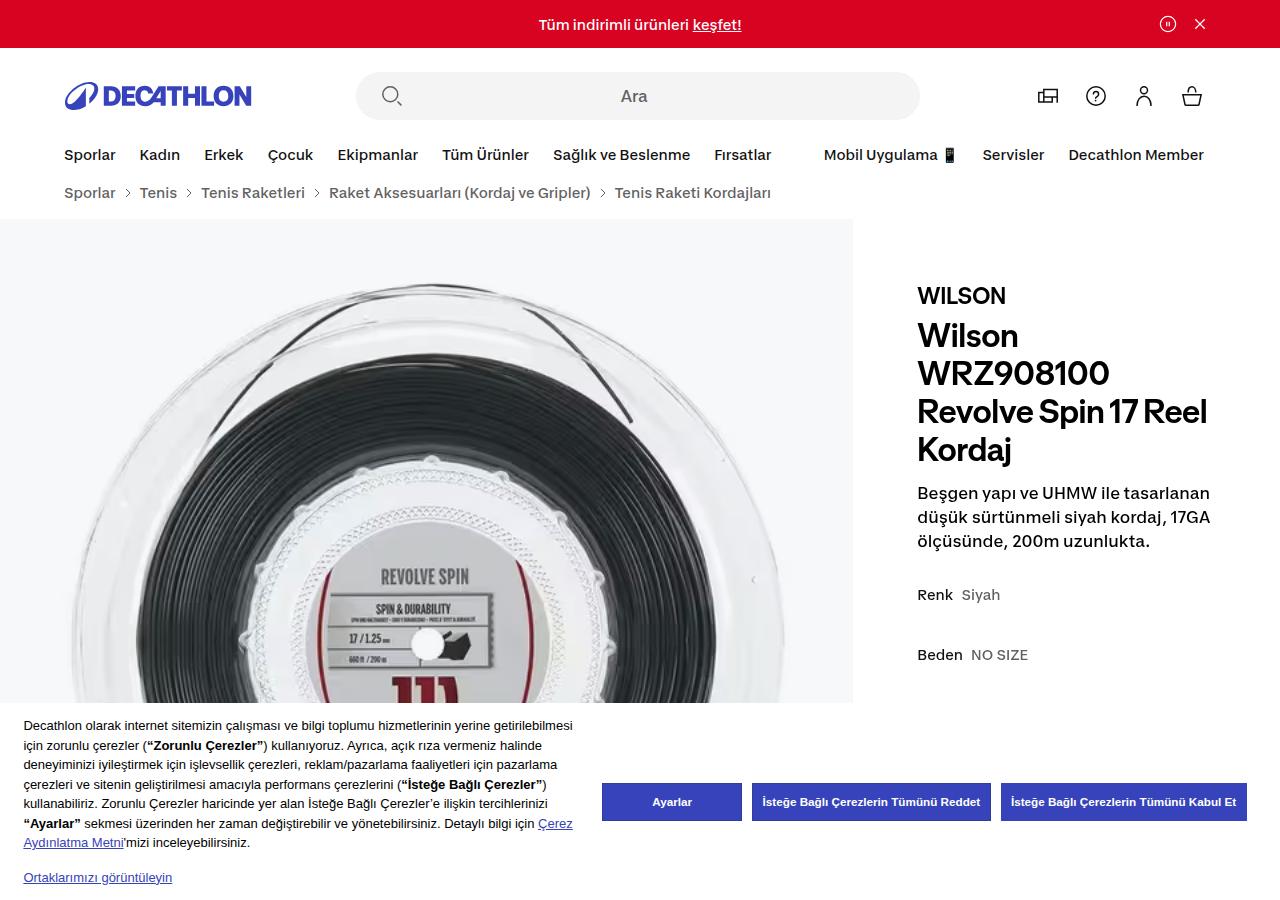 Tüm indirimli ürünleri keşfet!
DECATHLON
Ara
Sporlar Kadın Erkek Çocuk Ekipmanlar Tüm Ürünler Sağlık ve Beslenme Fırsatlar Mobil Uygulama 📱 Servisler Decathlon Member
Sporlar > Tenis > Tenis Raketleri > Raket Aksesuarları (Kordaj ve Gripler) > Tenis Raketi Kordajları
WILSON
Wilson
WRZ908100
Revolve Spin 17 Reel
Kordaj
Beşgen yapı ve UHMW ile tasarlanan
düşük sürtünmeli siyah kordaj, 17GA
ölçüsünde, 200m uzunlukta.
Renk Siyah
Beden NO SIZE
REVOLVE SPIN
SPIN & DURABILITY
17 / 1.25 mm
660 ft / 200 m
Decathlon olarak internet sitemizin çalışması ve bilgi toplumu hizmetlerinin yerine getirilebilmesi
için zorunlu çerezler (“Zorunlu Çerezler”) kullanıyoruz. Ayrıca, açık rıza vermeniz halinde
deneyiminizi iyileştirmek için işlevsellik çerezleri, reklam/pazarlama faaliyetleri için pazarlama
çerezleri ve sitenin geliştirilmesi amacıyla performans çerezlerini (“İsteğe Bağlı Çerezler”)
kullanabiliriz. Zorunlu Çerezler haricinde yer alan İsteğe Bağlı Çerezler’e ilişkin tercihlerinizi
“Ayarlar” sekmesi üzerinden her zaman değiştirebilir ve yönetebilirsiniz. Detaylı bilgi için Çerez
Aydınlatma Metni'mizi inceleyebilirsiniz.
Ortaklarımızı görüntüleyin
Ayarlar
İsteğe Bağlı Çerezlerin Tümünü Reddet
İsteğe Bağlı Çerezlerin Tümünü Kabul Et